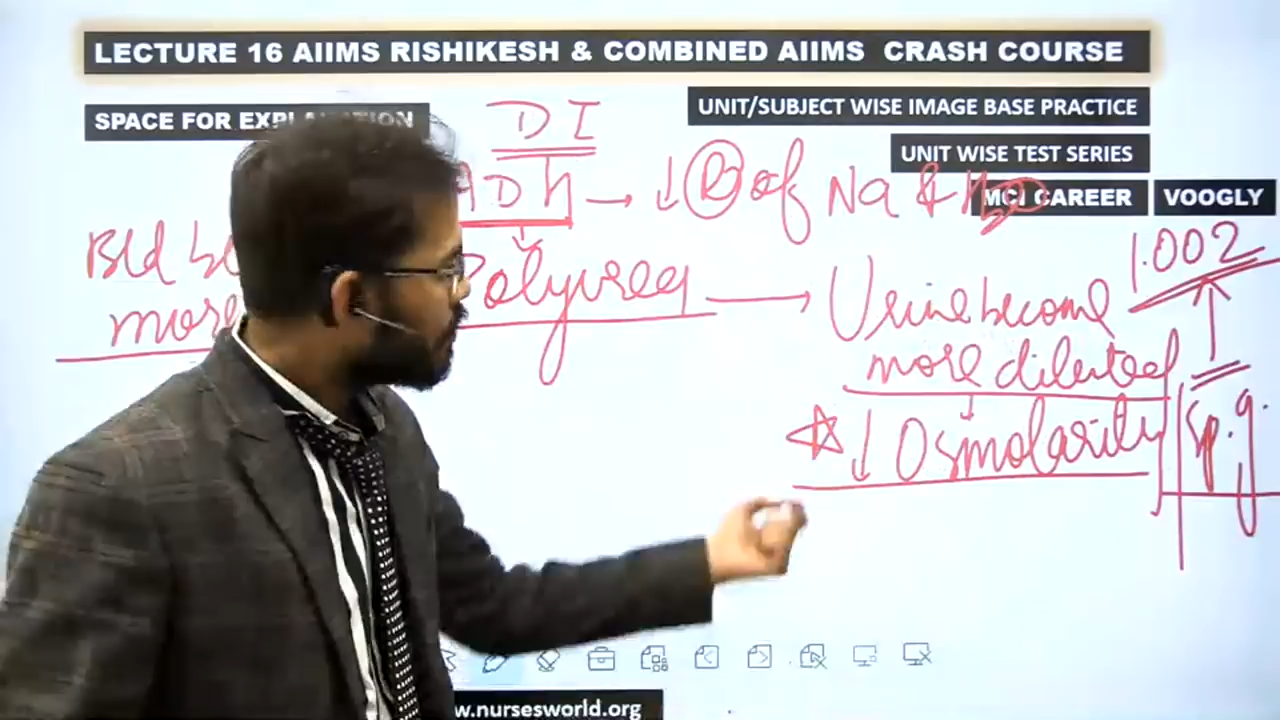 LECTURE 16 AIIMS RISHIKESH & COMBINED AIIMS CRASH COURSE
SPACE FOR
UNIT/SUBJECT WISE IMAGE BASE PRACTICE
UNIT WISE TEST SERIES
MCI CAREER
VOOGLY
DI
ADH → ↓ (R) of Na & H2O
Bld be
more
Polyurea → Urine become
more diluted
↓ Osmolarity
1.002
Sp. g.
w.nursesworld.org